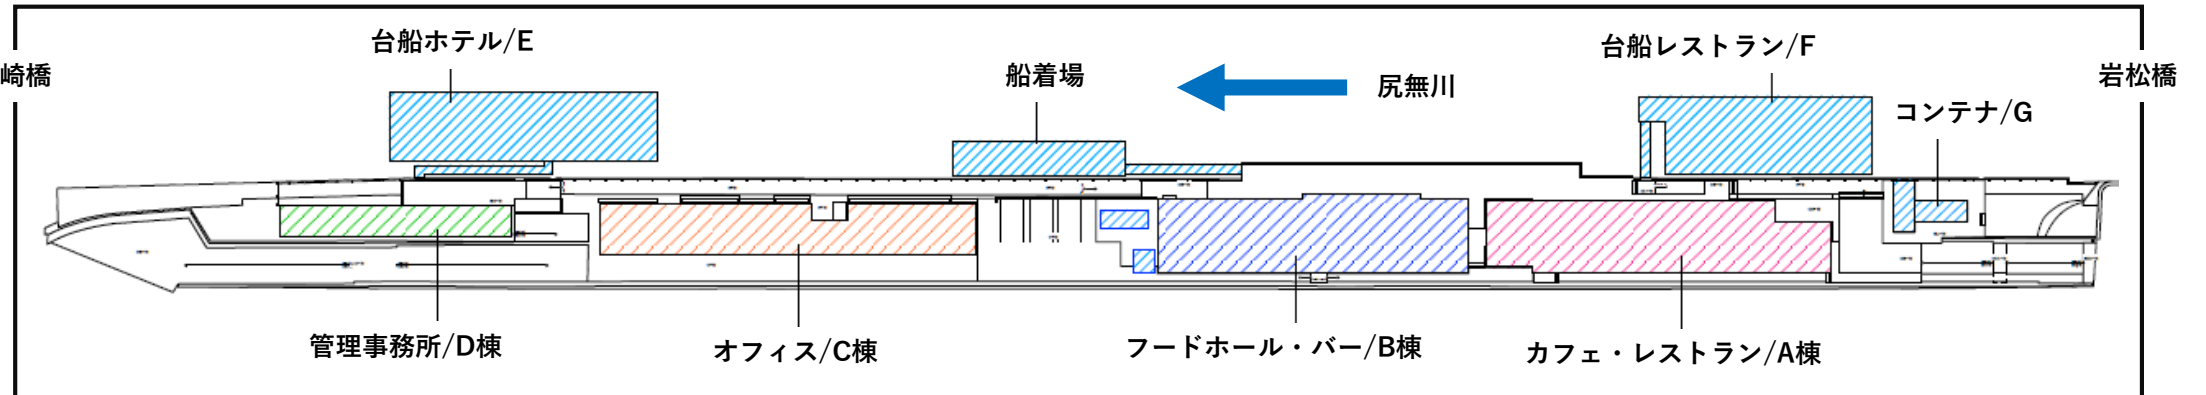 台船ホテル/E
台船レストラン/F
崎橋
船着場
尻無川
岩松橋
コンテナ/G
管理事務所/D棟
オフィス/C棟
フードホール・バー/B棟
カフェ・レストラン/A棟